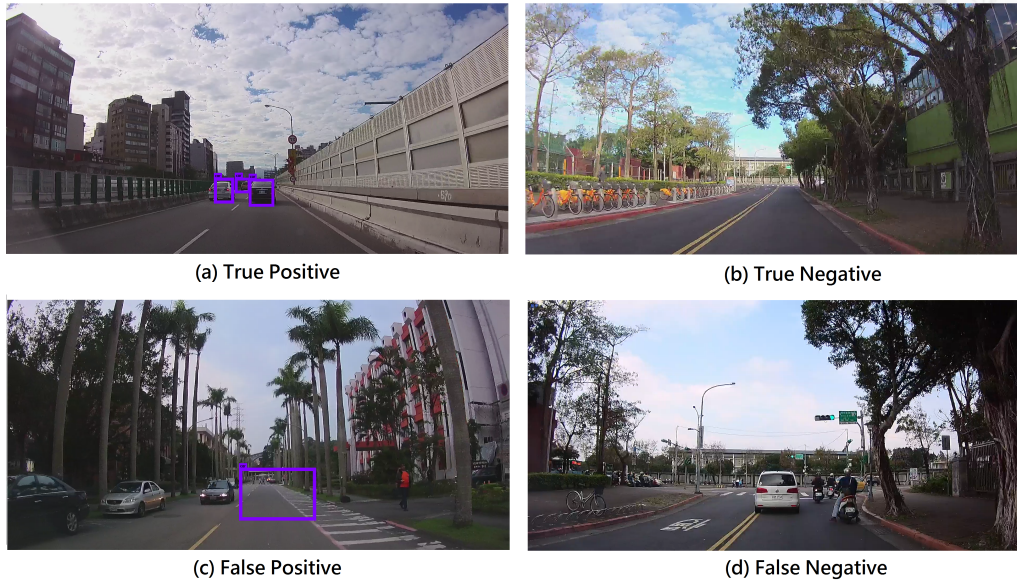 (a) True Positive
(b) True Negative
(c) False Positive
(d) False Negative